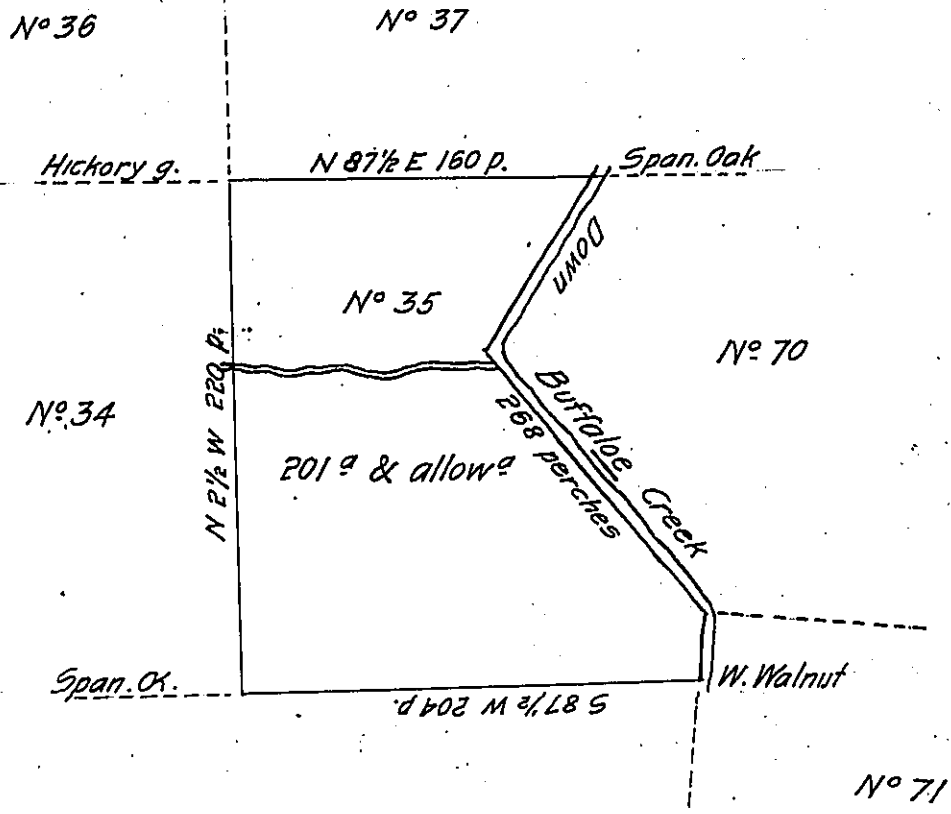 Nº 36
Nº 37
Hickory g.
N 87½ E 160 p.
Span. Oak
Down
Nº 35
Nº 70
N 2½ W 220 p.
Nº 34
Buffaloe Creek
268 perches
201 a & allowa
Span. Ok.
S 87½ W 204 p.
W. Walnut
Nº 71